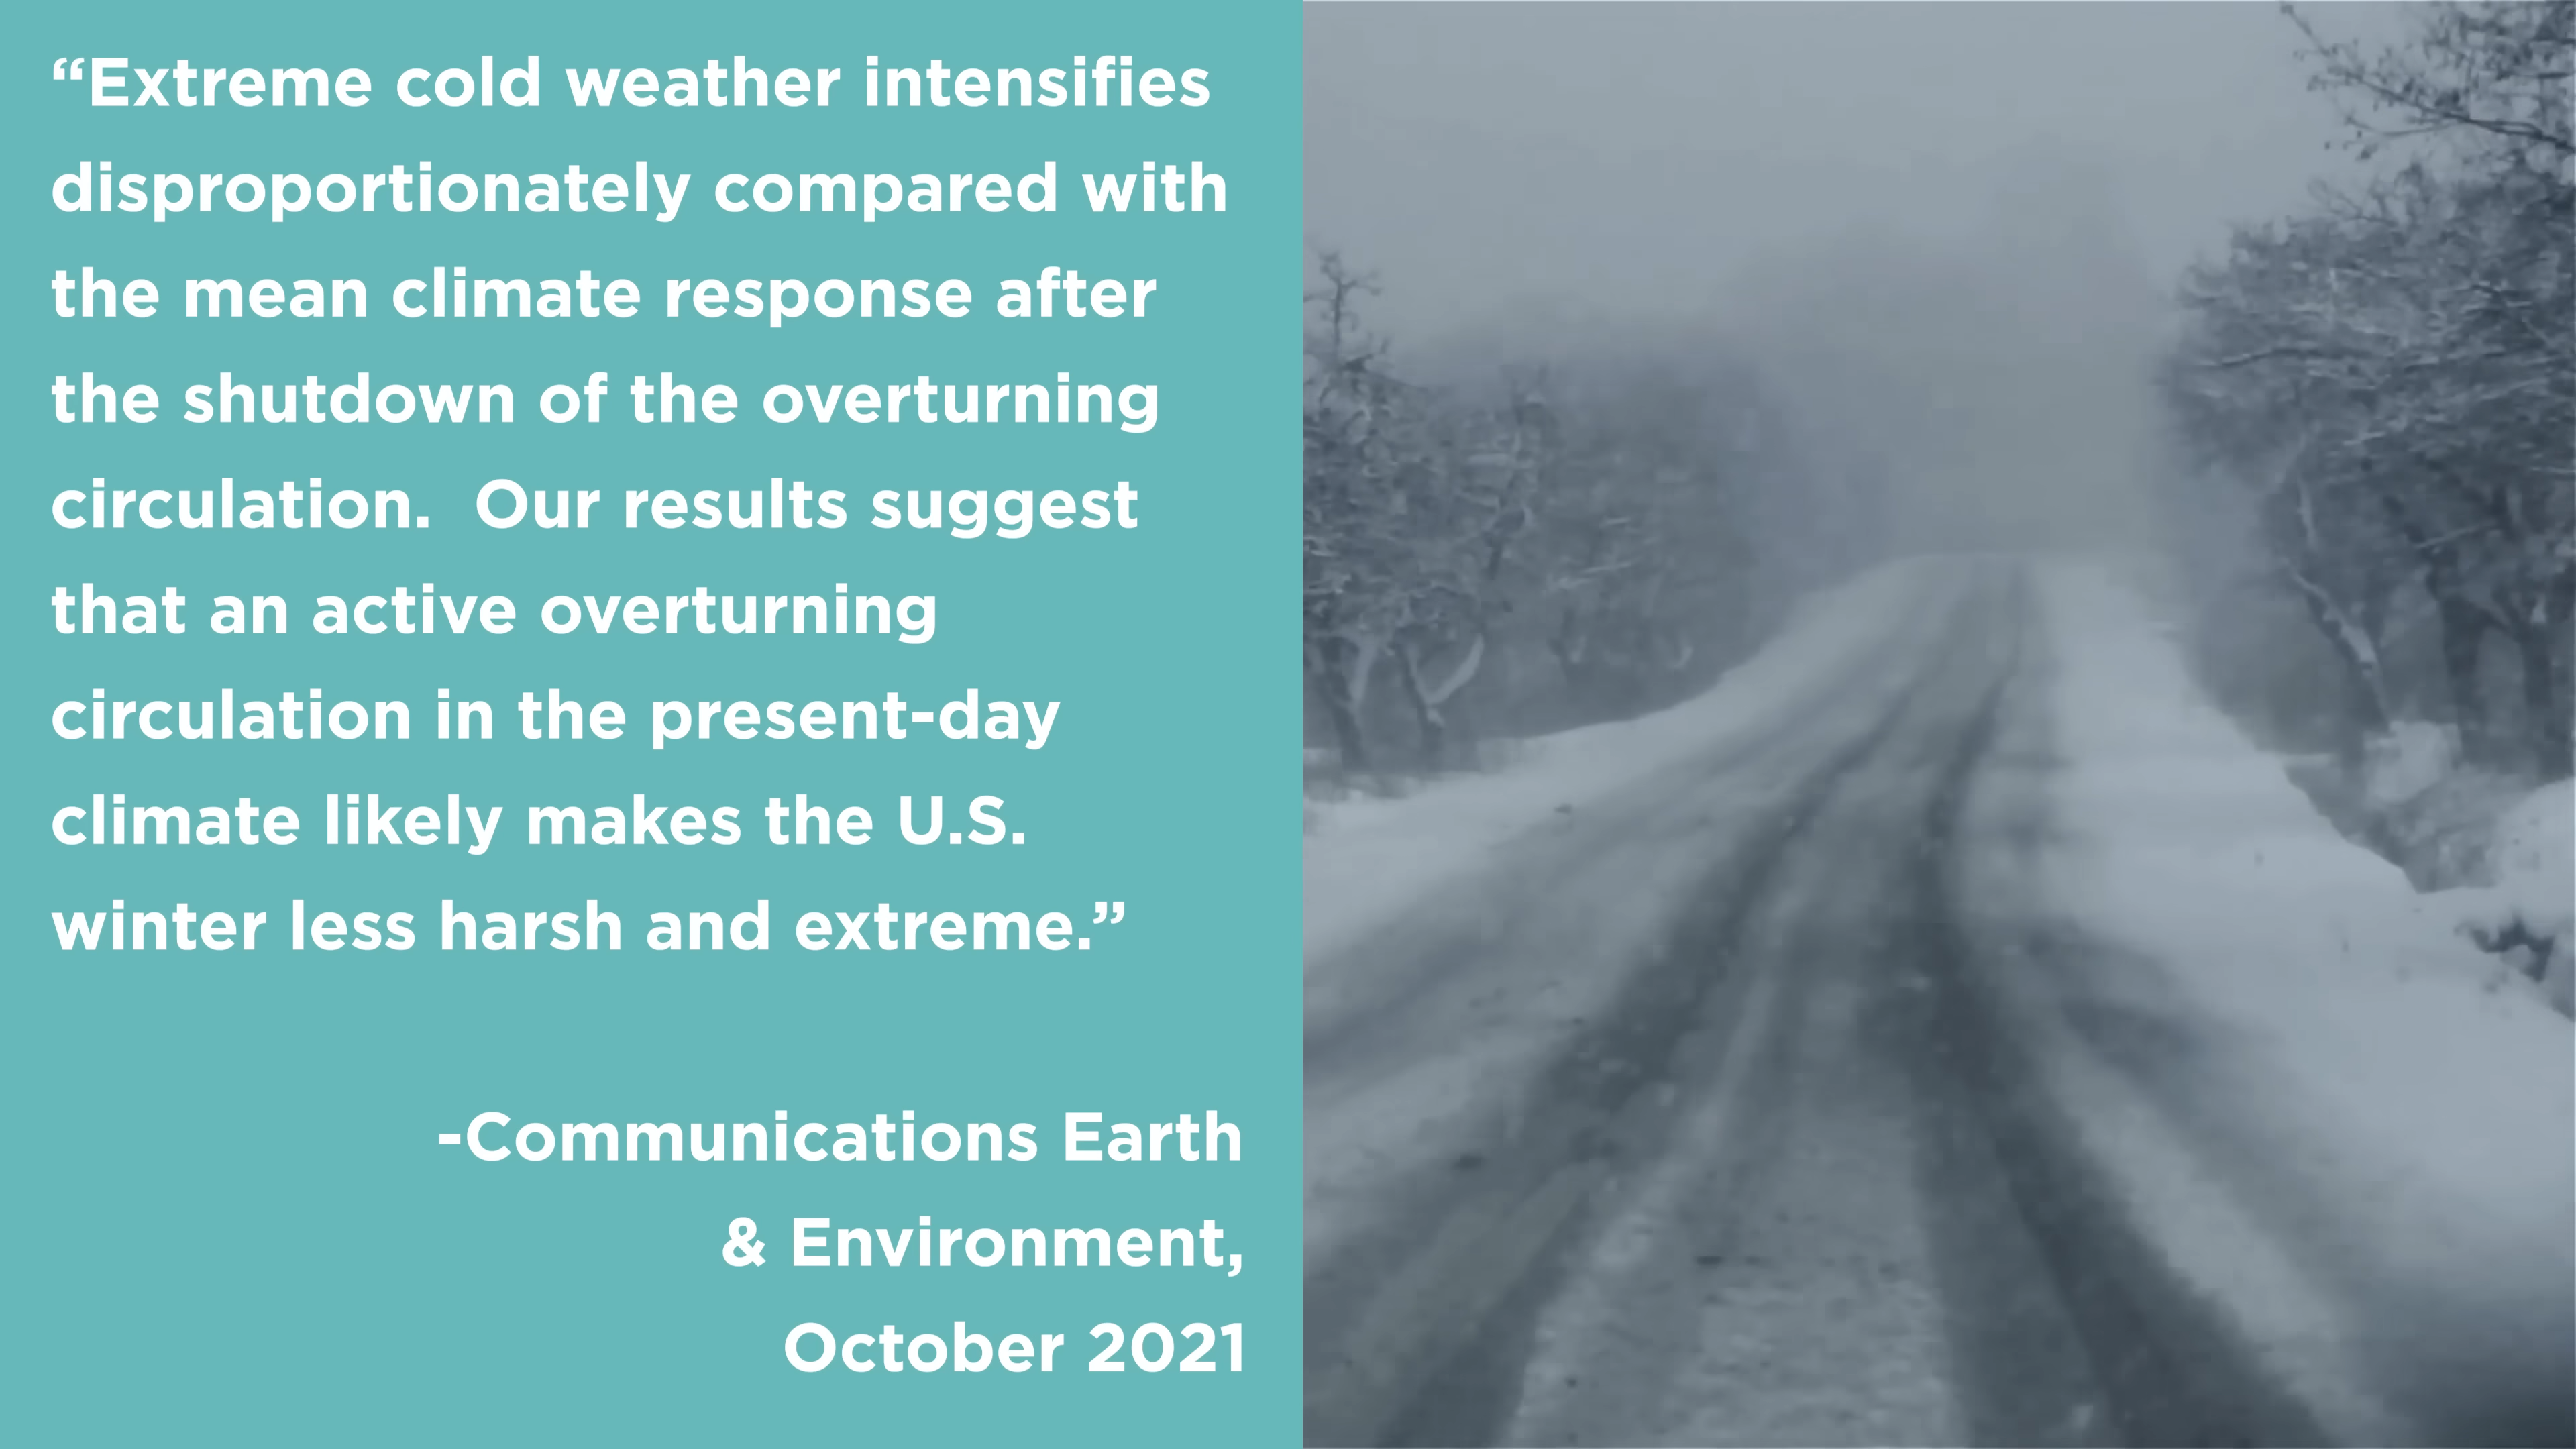 “Extreme cold weather intensifies
disproportionately compared with
the mean climate response after
the shutdown of the overturning
circulation.  Our results suggest
that an active overturning
circulation in the present-day
climate likely makes the U.S.
winter less harsh and extreme.”
-Communications Earth
& Environment,
October 2021